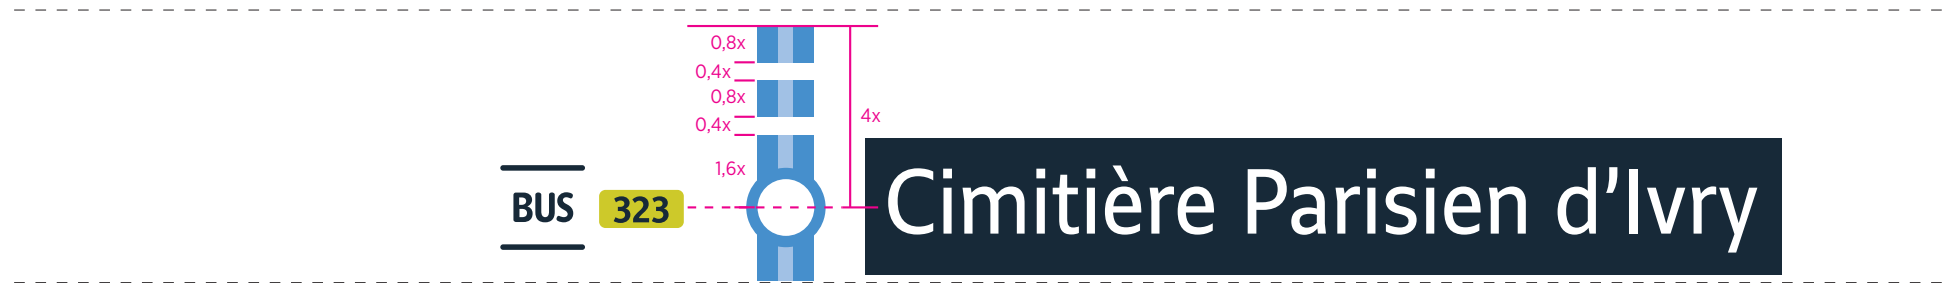 0,8x
0,4x
0,8x
0,4x
4x
1,6x
BUS 323 Cimitière Parisien d’Ivry